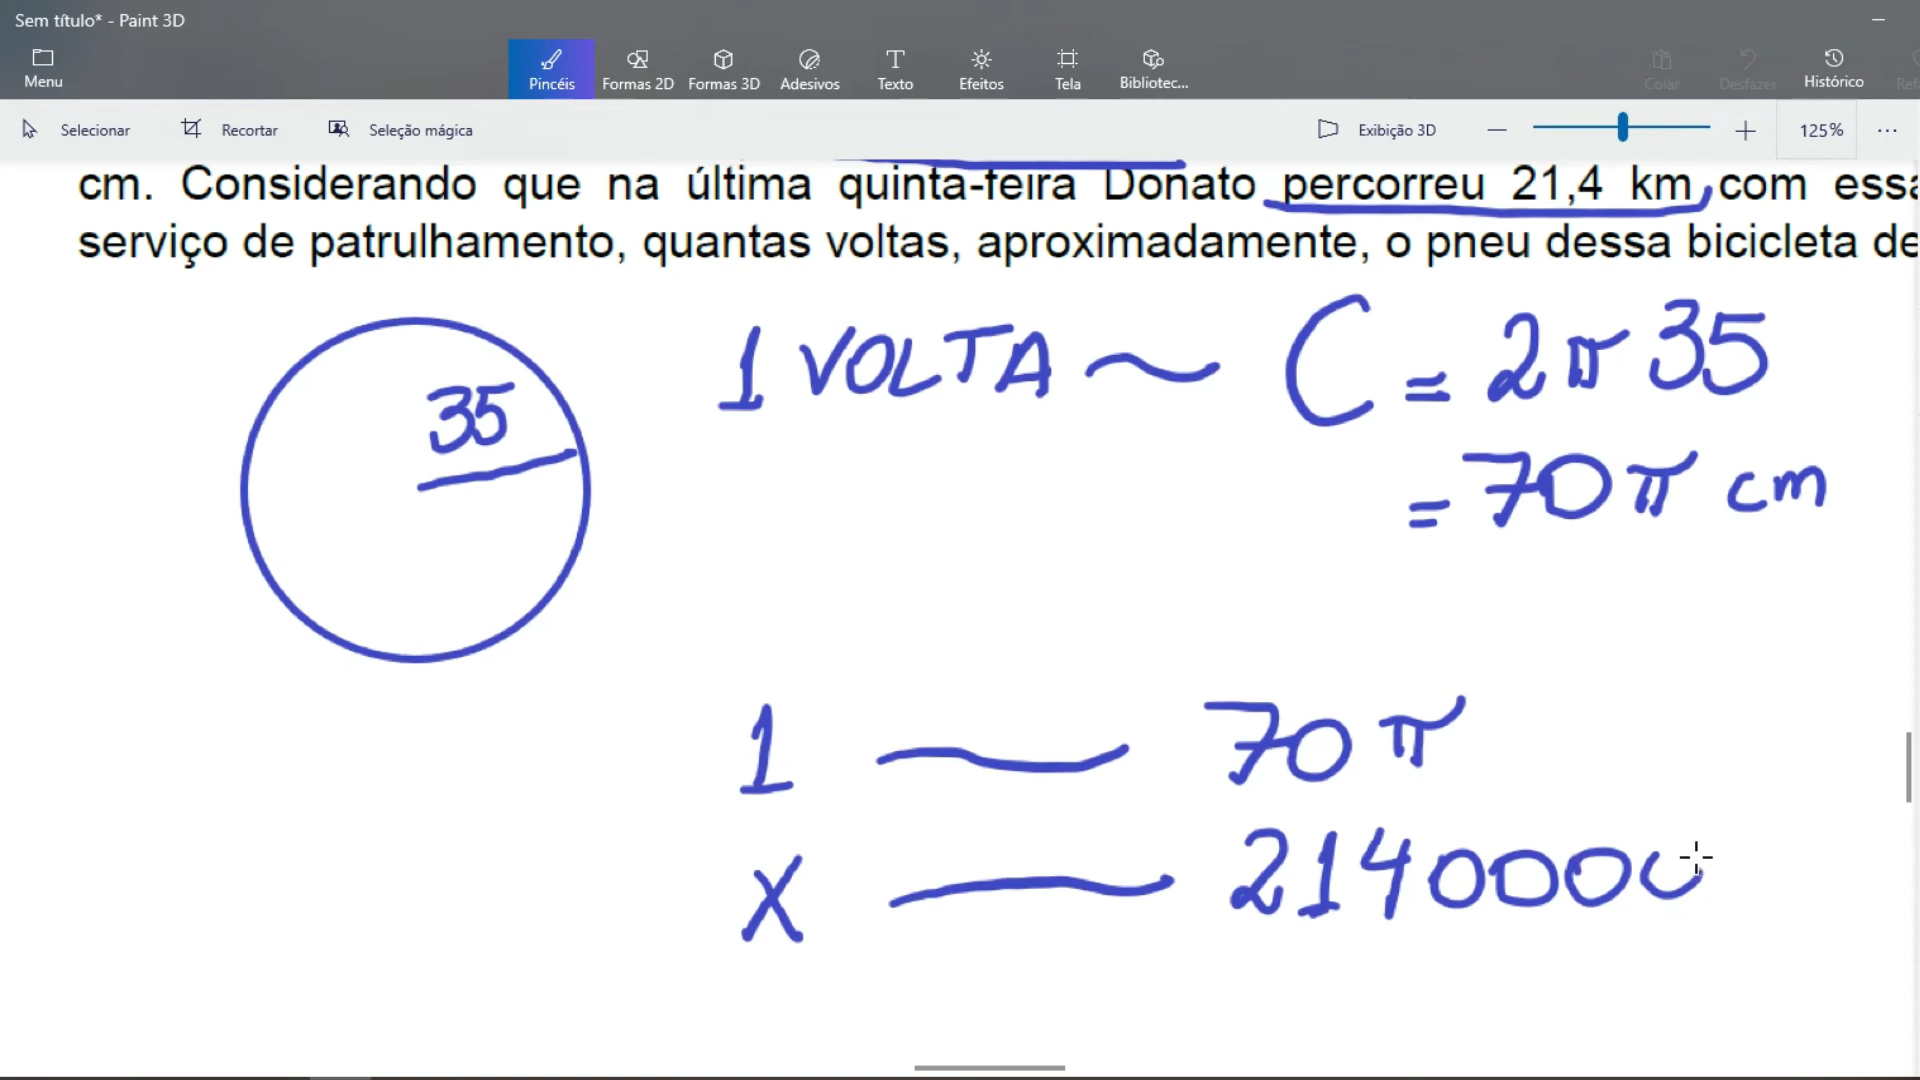 Sem título* - Paint 3D
Menu
Pincéis Formas 2D Formas 3D Adesivos Texto Efeitos Tela Bibliotec... Colar Desfazer Histórico
Selecionar Recortar Seleção mágica Exibição 3D 125%
cm. Considerando que na última quinta-feira Donato percorreu 21,4 km, com
serviço de patrulhamento, quantas voltas, aproximadamente, o pneu dessa bicicleta
35
1 VOLTA ~ C = 2π35
= 70π cm
1 — 70π
X — 2140000